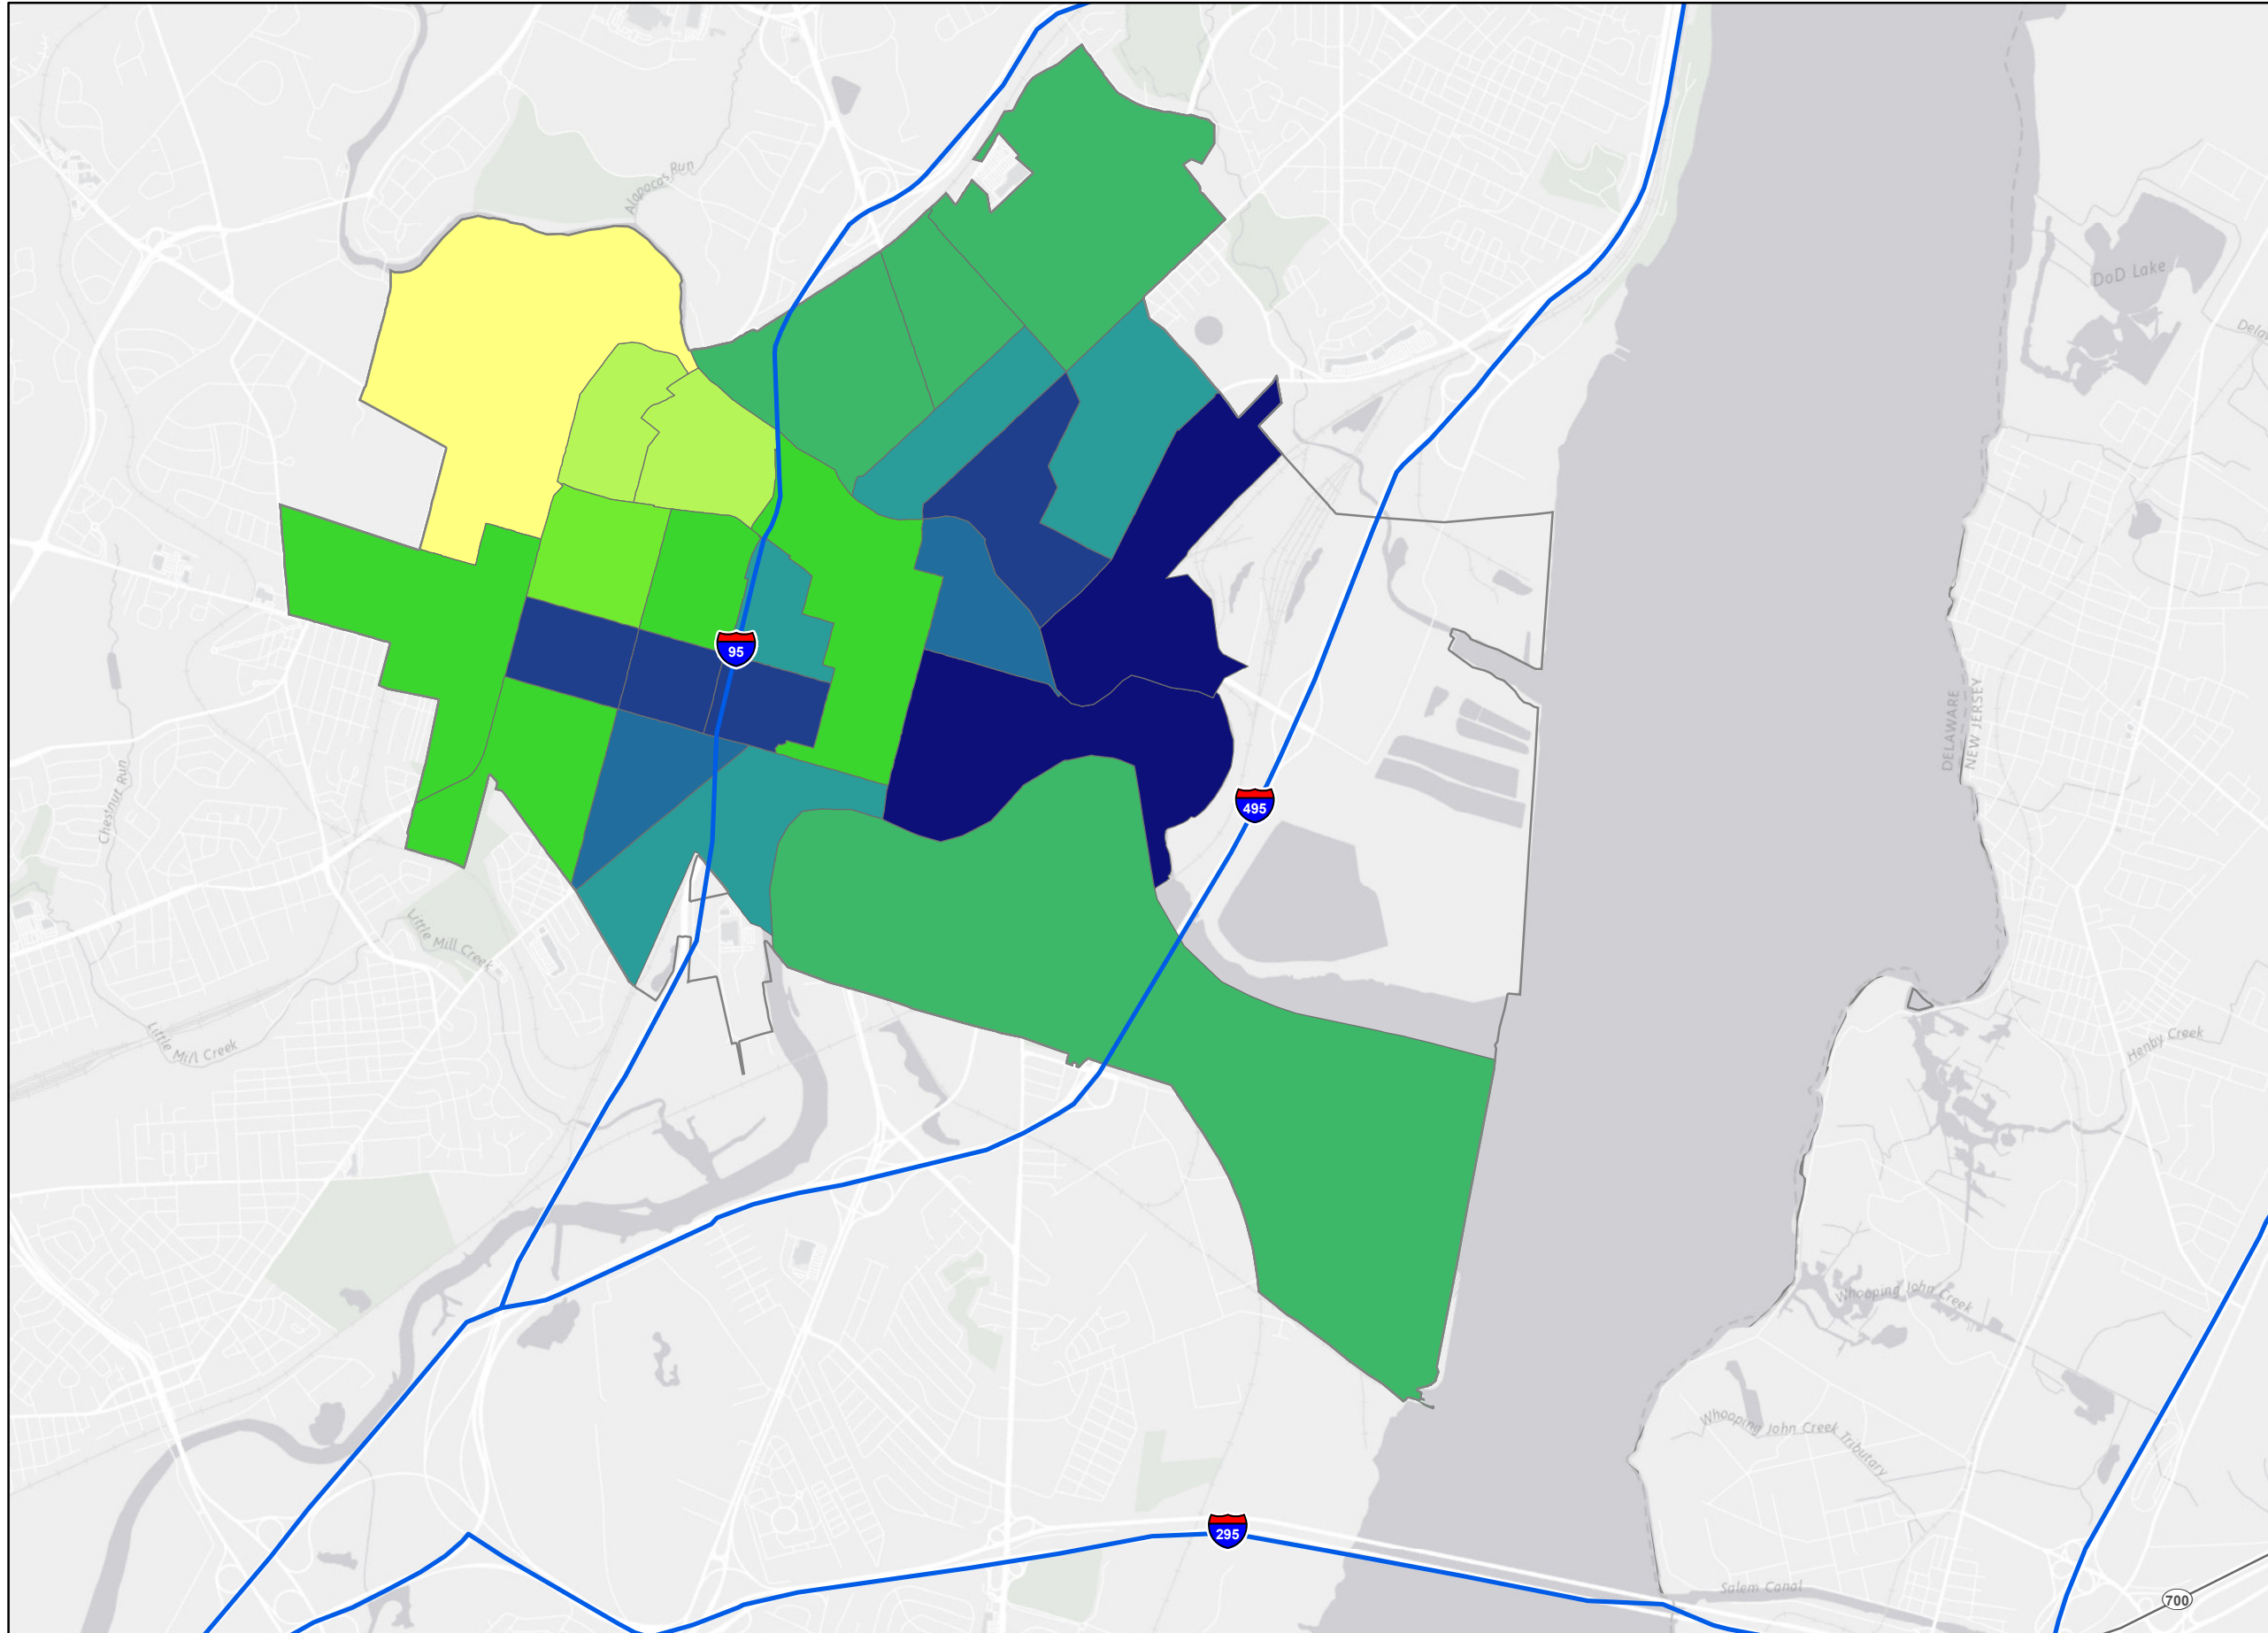 Alapocas Run
DoD Lake
95
DELAWARE
NEW JERSEY
Chestnut Run
495
Little Mill Creek
Little Mill Creek
Henby Creek
Whooping John Creek
Whooping John Creek Tributary
295
Salem Canal
700